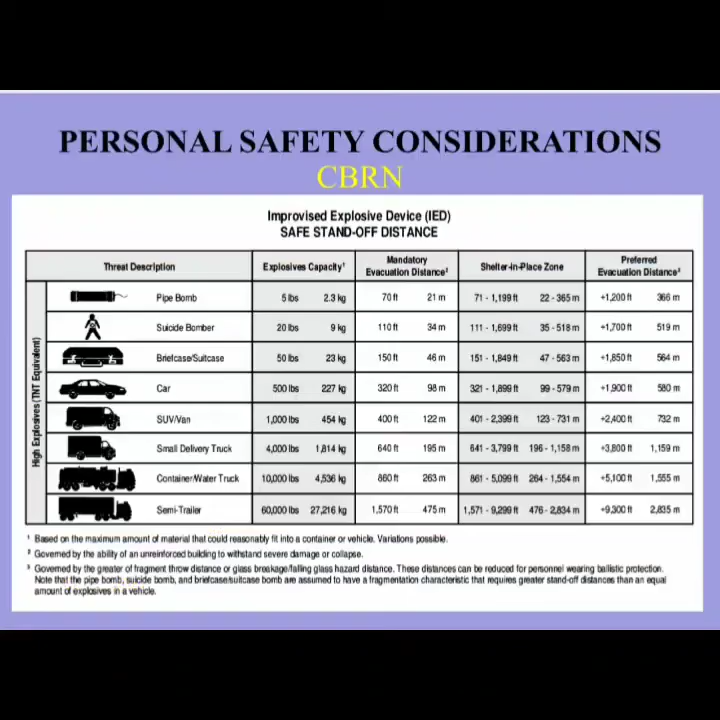 PERSONAL SAFETY CONSIDERATIONS
CBRN
Improvised Explosive Device (IED)
SAFE STAND-OFF DISTANCE
Threat Description Explosives Capacity¹ Mandatory Evacuation Distance² Shelter-in-Place Zone Preferred Evacuation Distance³
High Explosives (TNT Equivalent)
Pipe Bomb 5 lbs 2.3 kg 70 ft 21 m 71 - 1,199 ft 22 - 365 m +1,200 ft 366 m
Suicide Bomber 20 lbs 9 kg 110 ft 34 m 111 - 1,699 ft 35 - 518 m +1,700 ft 519 m
Briefcase/Suitcase 50 lbs 23 kg 150 ft 46 m 151 - 1,849 ft 47 - 563 m +1,850 ft 564 m
Car 500 lbs 227 kg 320 ft 98 m 321 - 1,899 ft 99 - 579 m +1,900 ft 580 m
SUV/Van 1,000 lbs 454 kg 400 ft 122 m 401 - 2,399 ft 123 - 731 m +2,400 ft 732 m
Small Delivery Truck 4,000 lbs 1,814 kg 640 ft 195 m 641 - 3,799 ft 196 - 1,158 m +3,800 ft 1,159 m
Container/Water Truck 10,000 lbs 4,536 kg 860 ft 263 m 861 - 5,099 ft 264 - 1,554 m +5,100 ft 1,555 m
Semi-Trailer 60,000 lbs 27,216 kg 1,570 ft 475 m 1,571 - 9,299 ft 476 - 2,834 m +9,300 ft 2,835 m
¹ Based on the maximum amount of material that could reasonably fit into a container or vehicle. Variations possible.
² Governed by the ability of an unreinforced building to withstand severe damage or collapse.
³ Governed by the greater of fragment throw distance or glass breakage/falling glass hazard distance. These distances can be reduced for personnel wearing ballistic protection.
Note that the pipe bomb, suicide bomb, and briefcase/suitcase bomb are assumed to have a fragmentation characteristic that requires greater stand-off distances than an equal
amount of explosives in a vehicle.